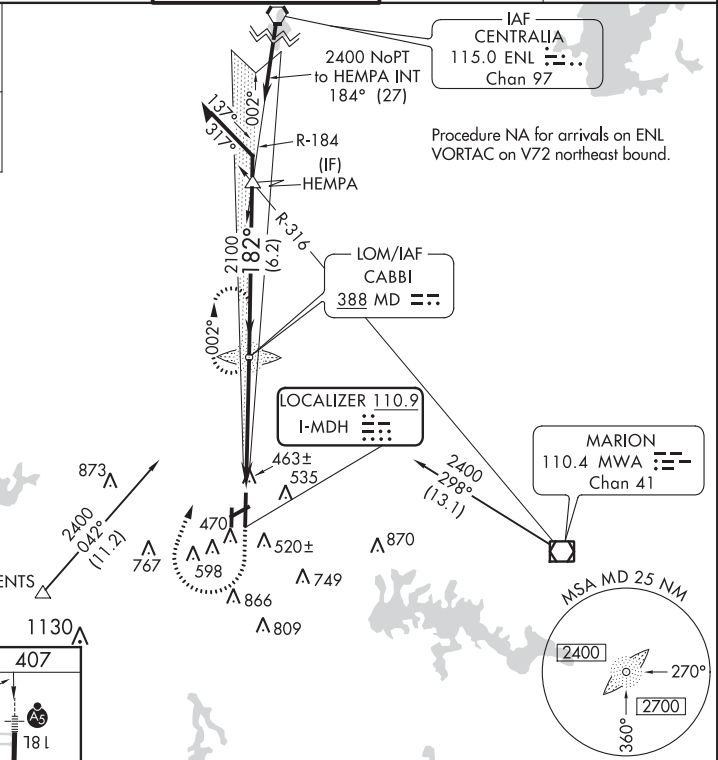 IAF
CENTRALIA
115.0 ENL
Chan 97
2400 NoPT
to HEMPA INT
184° (27)
002°
137°
317°
R-184
(IF)
HEMPA
Procedure NA for arrivals on ENL
VORTAC on V72 northeast bound.
R-316
2100
182°
(6.2)
LOM/IAF
CABBI
388 MD
002°
LOCALIZER 110.9
I-MDH
MARION
110.4 MWA
Chan 41
2400
298°
(13.1)
463±
535
873
2400
042°
(11.2)
470
520±
870
767
598
749
ENTS
866
809
1130
MSA MD 25 NM
2400
270°
2700
360°
407
A5
18L